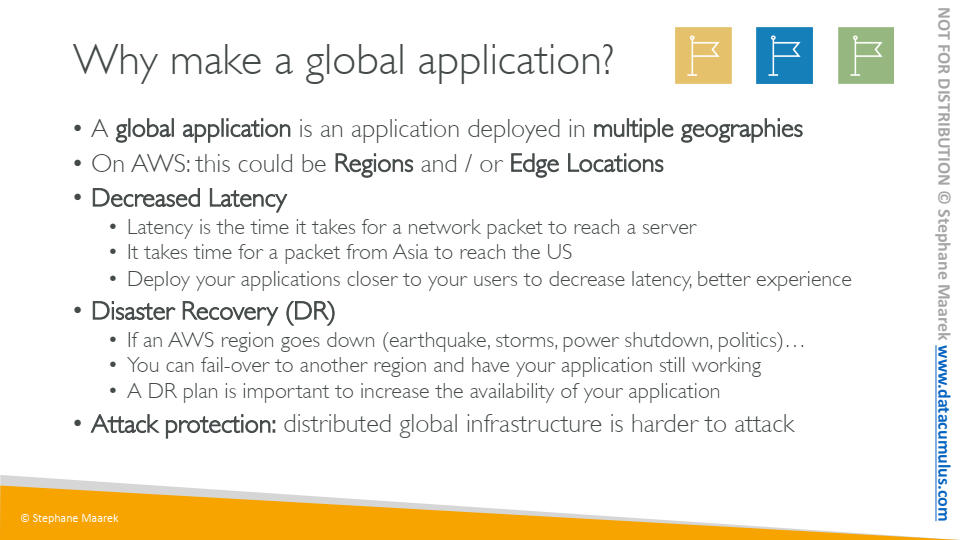 Why make a global application?
• A global application is an application deployed in multiple geographies
• On AWS: this could be Regions and / or Edge Locations
• Decreased Latency
• Latency is the time it takes for a network packet to reach a server
• It takes time for a packet from Asia to reach the US
• Deploy your applications closer to your users to decrease latency, better experience
• Disaster Recovery (DR)
• If an AWS region goes down (earthquake, storms, power shutdown, politics)…
• You can fail-over to another region and have your application still working
• A DR plan is important to increase the availability of your application
• Attack protection: distributed global infrastructure is harder to attack
© Stephane Maarek
NOT FOR DISTRIBUTION © Stephane Maarek www.datacumulus.com